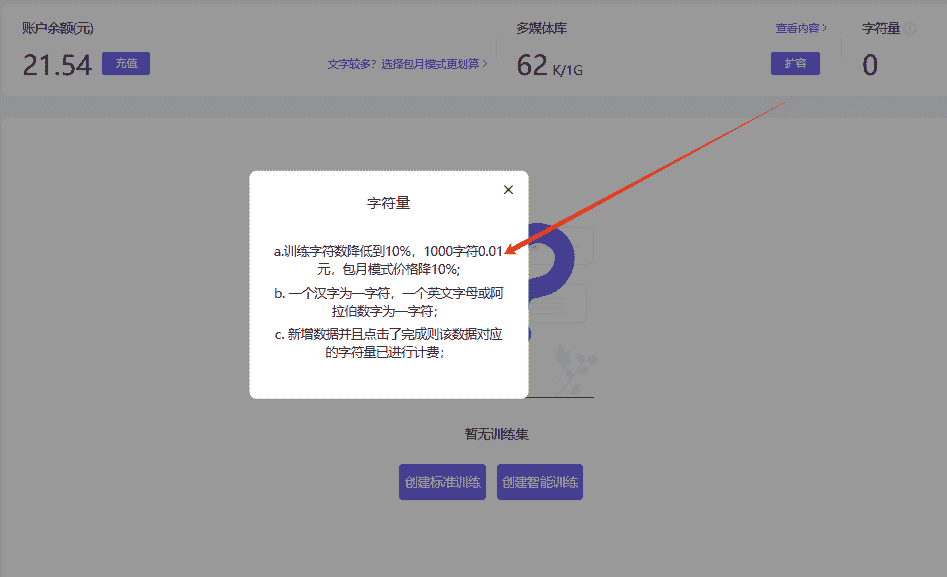 账户余额(元)
21.54 充值
文字较多？选择包月模式更划算 >
多媒体库
查看内容 >
62 K/1G
扩容
字符量
0
字符量
a.训练字符数降低到10%，1000字符0.01
元，包月模式价格降10%;
b. 一个汉字为一字符，一个英文字母或阿
拉伯数字为一字符；
c. 新增数据并且点击了完成则该数据对应
的字符量已进行计费；
暂无训练集
创建标准训练
创建智能训练